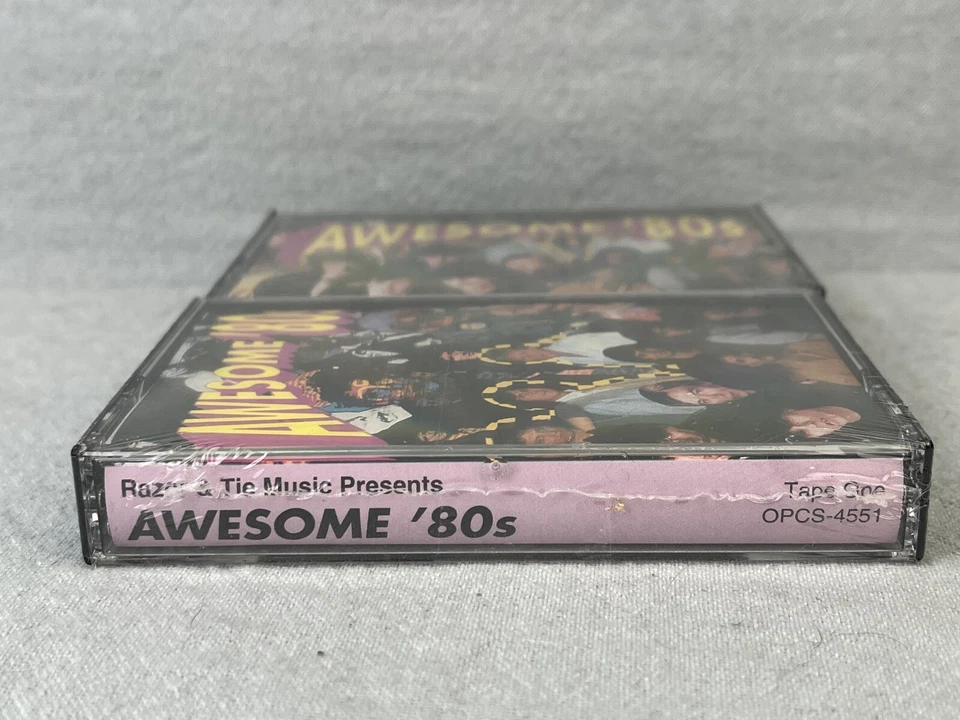 AWESOME '80s
AWESOME '80s
Razor & Tie Music Presents
AWESOME '80s
Tape One
OPCS-4551